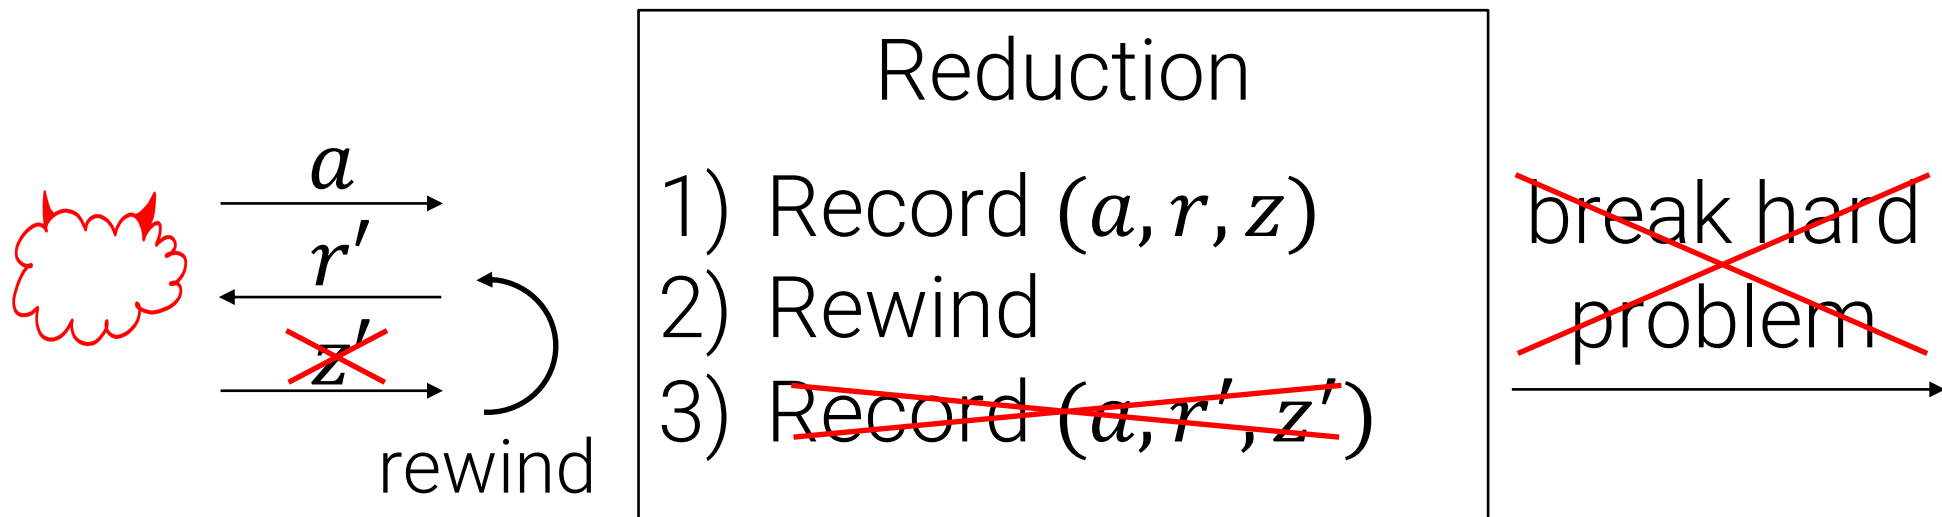 a
r′
z′
rewind
Reduction
1) Record (a, r, z)
2) Rewind
3) Record (a, r′, z′)
break hard
problem